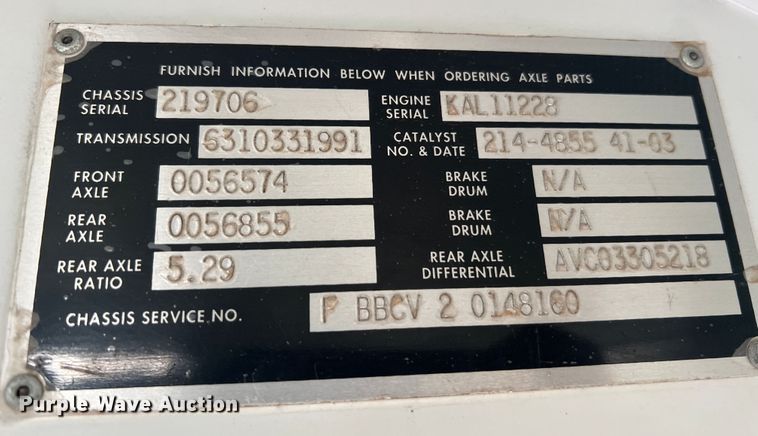 FURNISH INFORMATION BELOW WHEN ORDERING AXLE PARTS
CHASSIS SERIAL 219706 ENGINE SERIAL KAL11228
TRANSMISSION 6310331991 CATALYST NO. & DATE 214-4855 41-03
FRONT AXLE 0056574 BRAKE DRUM N/A
REAR AXLE 0056855 BRAKE DRUM N/A
REAR AXLE RATIO 5.29 REAR AXLE DIFFERENTIAL AVC03305218
CHASSIS SERVICE NO. P BBCV 2 0148160
Purple Wave Auction